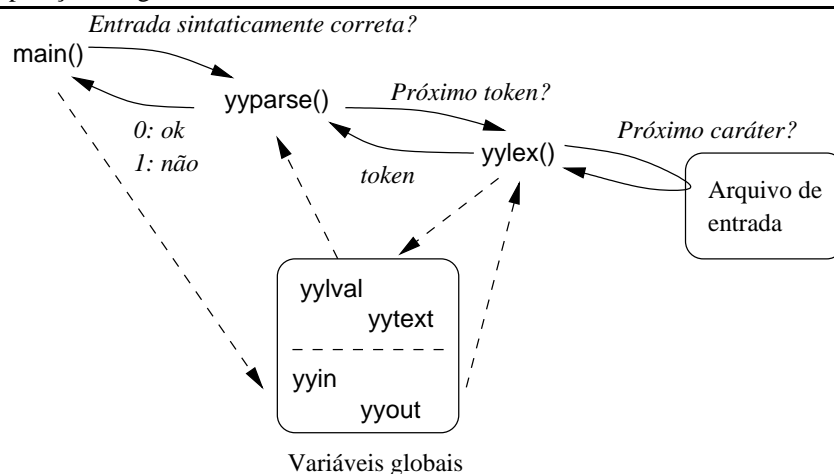 Entrada sintaticamente correta?
main()
yyparse()
Próximo token?
0: ok
1: não
token
yylex()
Próximo caráter?
Arquivo de
entrada
yylval
yytext
yyin
yyout
Variáveis globais